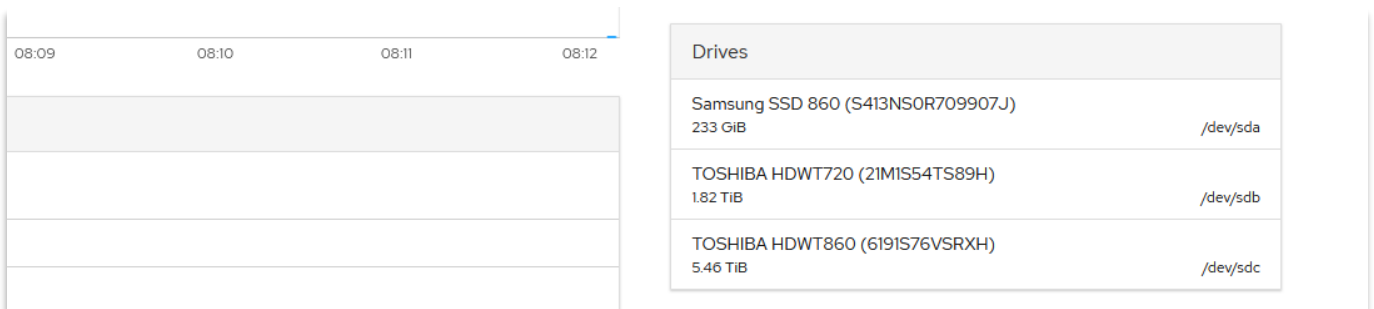 08:09 08:10 08:11 08:12
Drives
Samsung SSD 860 (S413NS0R709907J)
233 GiB /dev/sda
TOSHIBA HDWT720 (21M1S54TS89H)
1.82 TiB /dev/sdb
TOSHIBA HDWT860 (6191S76VSRXH)
5.46 TiB /dev/sdc